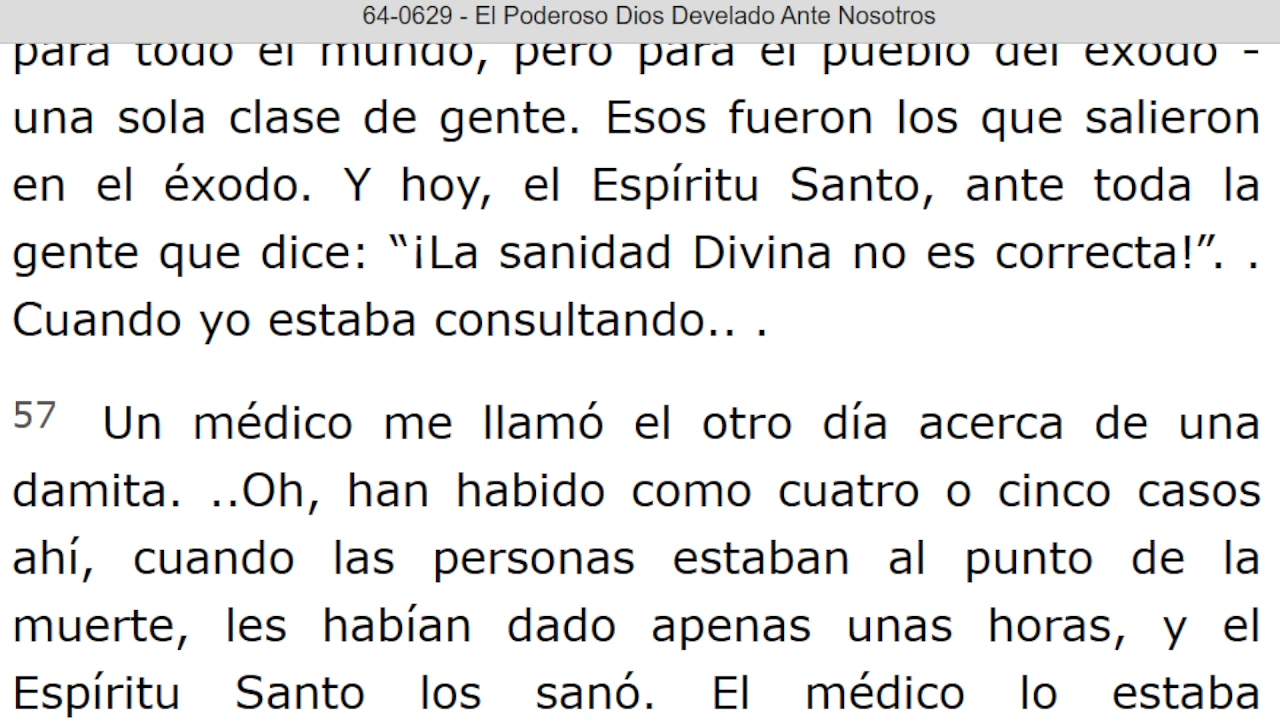 64-0629 - El Poderoso Dios Develado Ante Nosotros
para todo el mundo, pero para el pueblo del éxodo -
una sola clase de gente. Esos fueron los que salieron
en el éxodo. Y hoy, el Espíritu Santo, ante toda la
gente que dice: “¡La sanidad Divina no es correcta!”. .
Cuando yo estaba consultando.. .
57 Un médico me llamó el otro día acerca de una
damita. ..Oh, han habido como cuatro o cinco casos
ahí, cuando las personas estaban al punto de la
muerte, les habían dado apenas unas horas, y el
Espíritu Santo los sanó. El médico lo estaba